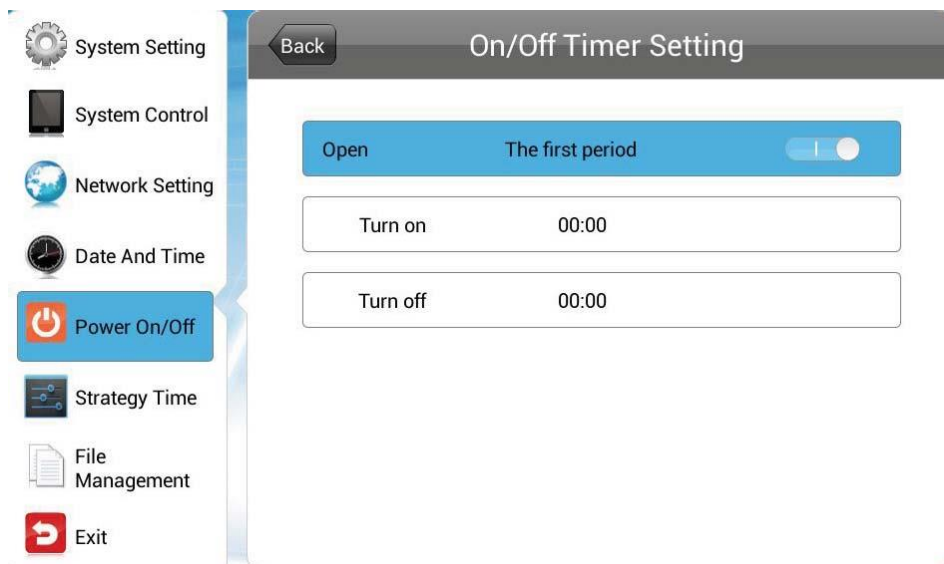 System Setting
System Control
Network Setting
Date And Time
Power On/Off
Strategy Time
File
Management
Exit
Back
On/Off Timer Setting
Open The first period
Turn on 00:00
Turn off 00:00